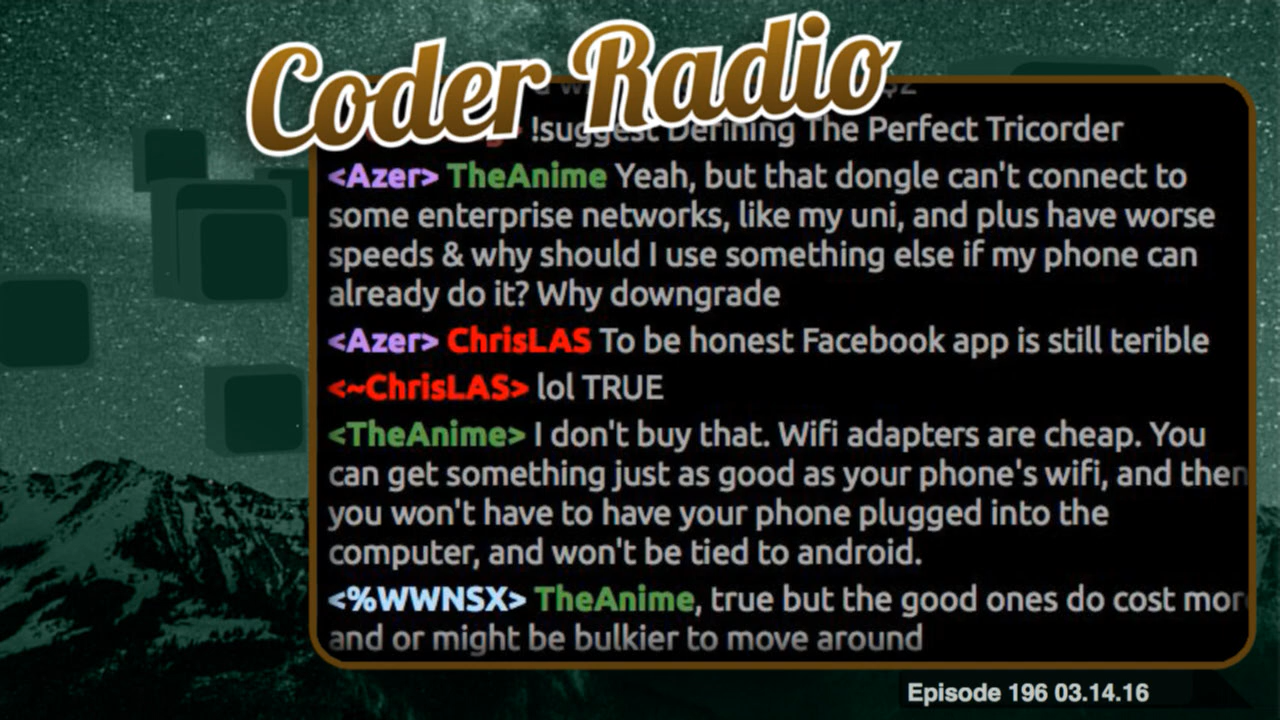 Coder Radio
!suggest Defining The Perfect Tricorder
<Azer> TheAnime Yeah, but that dongle can't connect to
some enterprise networks, like my uni, and plus have worse
speeds & why should I use something else if my phone can
already do it? Why downgrade
<Azer> ChrisLAS To be honest Facebook app is still terible
<~ChrisLAS> lol TRUE
<TheAnime> I don't buy that. Wifi adapters are cheap. You
can get something just as good as your phone's wifi, and then
you won't have to have your phone plugged into the
computer, and won't be tied to android.
<%WWNSX> TheAnime, true but the good ones do cost more
and or might be bulkier to move around
Episode 196 03.14.16